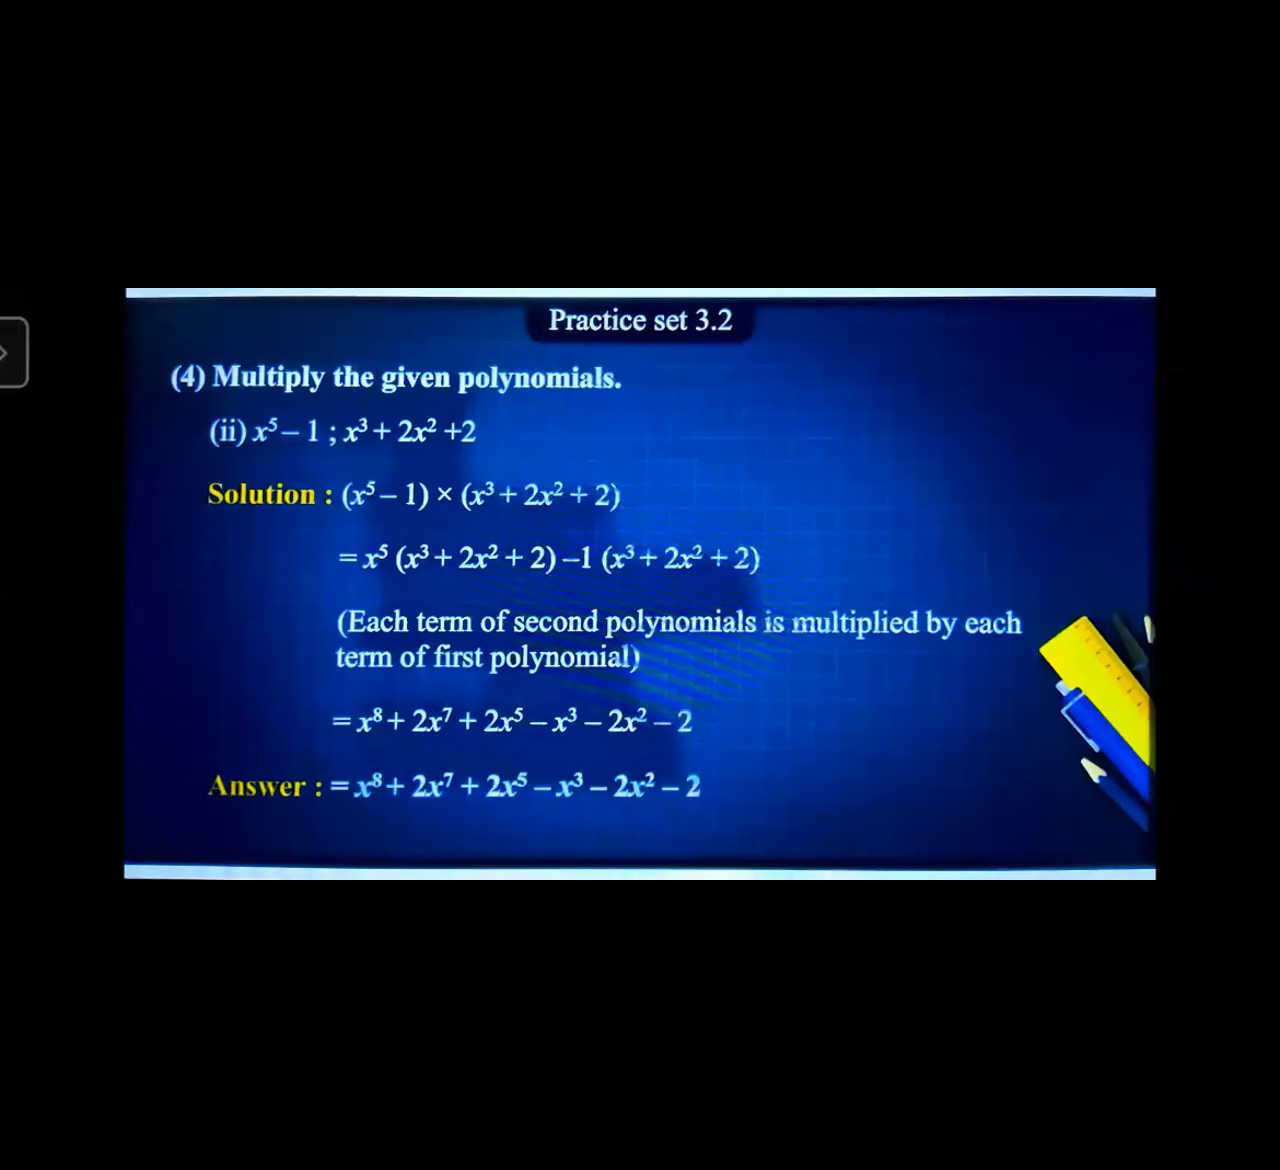 Practice set 3.2
(4) Multiply the given polynomials.
(ii) x⁵ – 1 ; x³ + 2x² +2
Solution : (x⁵ – 1) × (x³ + 2x² + 2)
= x⁵ (x³ + 2x² + 2) –1 (x³ + 2x² + 2)
(Each term of second polynomials is multiplied by each
term of first polynomial)
= x⁸ + 2x⁷ + 2x⁵ – x³ – 2x² – 2
Answer : = x⁸ + 2x⁷ + 2x⁵ – x³ – 2x² – 2